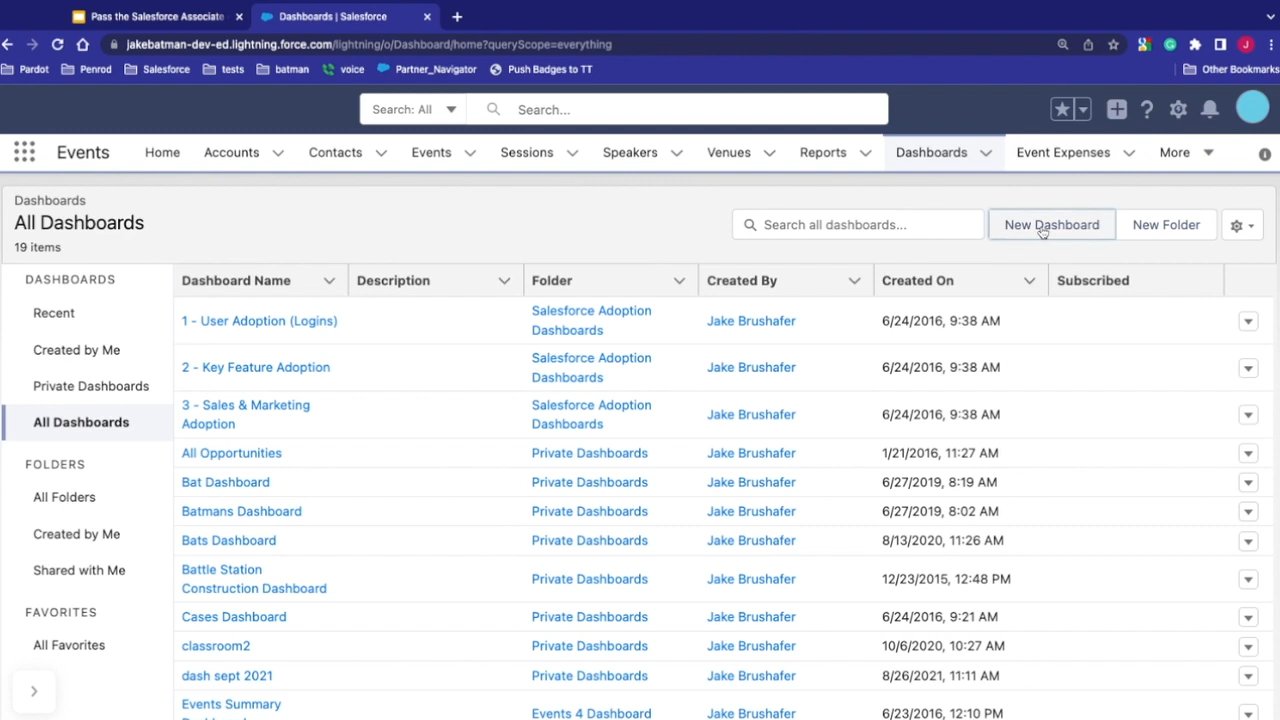 Pass the Salesforce Associate
Dashboards | Salesforce
jakebatman-dev-ed.lightning.force.com/lightning/o/Dashboard/home?queryScope=everything
J
Pardot Penrod Salesforce tests batman voice Partner_Navigator Push Badges to TT Other Bookmarks
Search: All Search...
Events Home Accounts Contacts Events Sessions Speakers Venues Reports Dashboards Event Expenses More
Dashboards
All Dashboards
19 items
Search all dashboards... New Dashboard New Folder
DASHBOARDS
Recent
Created by Me
Private Dashboards
All Dashboards
FOLDERS
All Folders
Created by Me
Shared with Me
FAVORITES
All Favorites
Dashboard Name Description Folder Created By Created On Subscribed
1 - User Adoption (Logins) Salesforce Adoption Dashboards Jake Brushafer 6/24/2016, 9:38 AM
2 - Key Feature Adoption Salesforce Adoption Dashboards Jake Brushafer 6/24/2016, 9:38 AM
3 - Sales & Marketing Adoption Salesforce Adoption Dashboards Jake Brushafer 6/24/2016, 9:38 AM
All Opportunities Private Dashboards Jake Brushafer 1/21/2016, 11:27 AM
Bat Dashboard Private Dashboards Jake Brushafer 6/27/2019, 8:19 AM
Batmans Dashboard Private Dashboards Jake Brushafer 6/27/2019, 8:02 AM
Bats Dashboard Private Dashboards Jake Brushafer 8/13/2020, 11:26 AM
Battle Station Construction Dashboard Private Dashboards Jake Brushafer 12/23/2015, 12:48 PM
Cases Dashboard Private Dashboards Jake Brushafer 6/24/2016, 9:21 AM
classroom2 Private Dashboards Jake Brushafer 10/6/2020, 10:27 AM
dash sept 2021 Private Dashboards Jake Brushafer 8/26/2021, 11:11 AM
Events Summary Events 4 Dashboard Jake Brushafer 6/23/2016, 12:10 PM